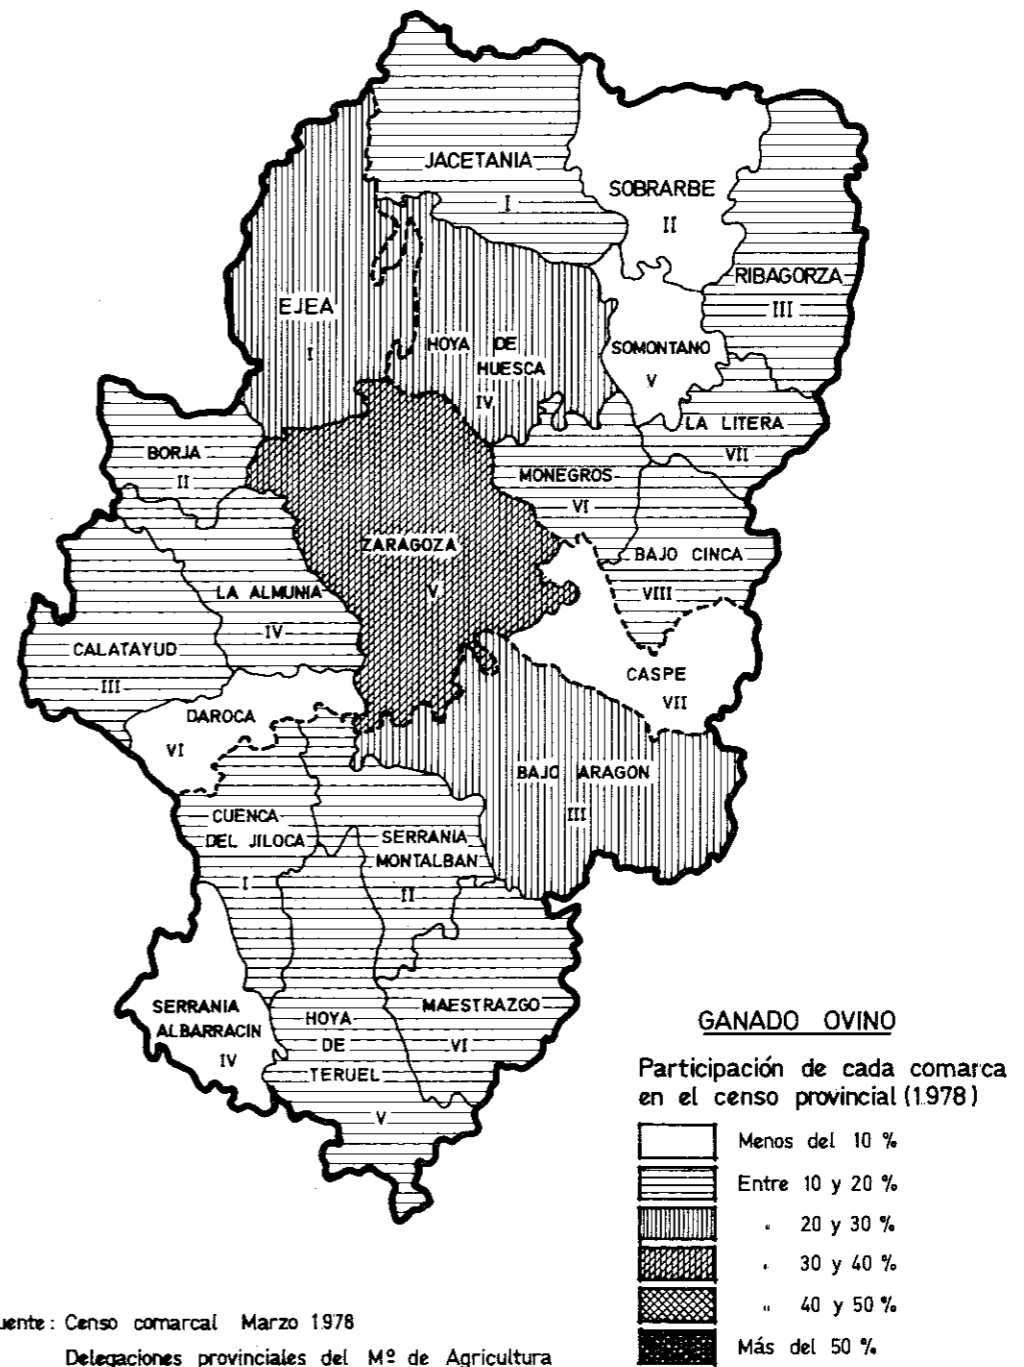 JACETANIA
I
SOBRARBE
II
RIBAGORZA
III
EJEA
I
HOYA DE
HUESCA
IV
SOMONTANO
V
LA LITERA
VII
BORJA
II
MONEGROS
VI
ZARAGOZA
V
BAJO CINCA
VIII
LA ALMUNIA
IV
CALATAYUD
III
CASPE
VII
DAROCA
VI
BAJO ARAGON
III
CUENCA
DEL JILOCA
I
SERRANIA
MONTALBAN
II
SERRANIA
ALBARRACIN
IV
HOYA
DE
TERUEL
V
MAESTRAZGO
VI
GANADO OVINO
Participación de cada comarca
en el censo provincial (1.978)
Menos del 10 %
Entre 10 y 20 %
" 20 y 30 %
" 30 y 40 %
" 40 y 50 %
Más del 50 %
uente : Censo comarcal Marzo 1978
Delegaciones provinciales del Mº de Agricultura